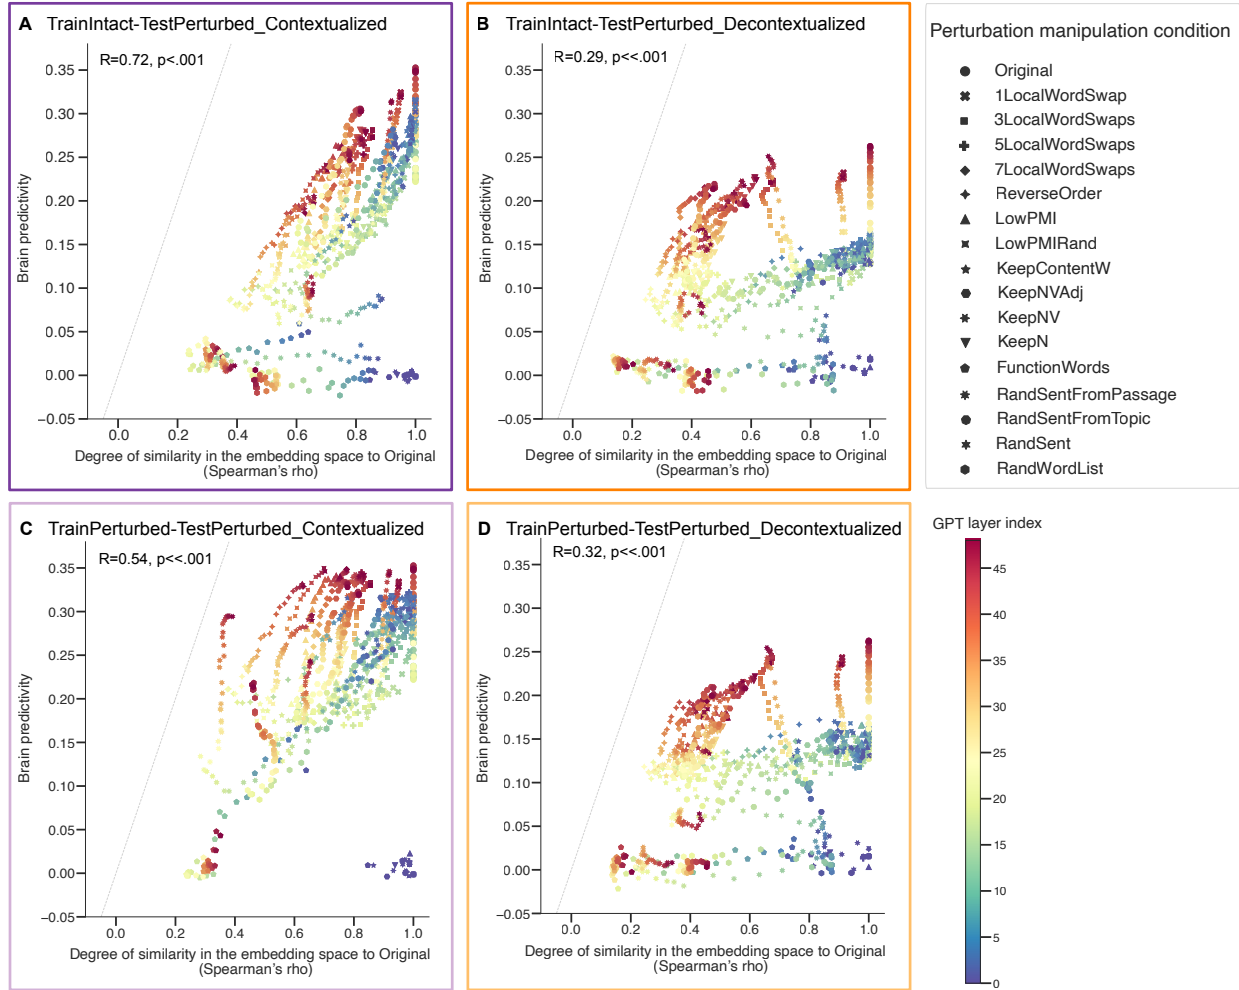 A TrainIntact-TestPerturbed_Contextualized
R=0.72, p<.001
0.35
0.30
0.25
0.20
0.15
0.10
0.05
0.00
−0.05
Brain predictivity
0.0 0.2 0.4 0.6 0.8 1.0
Degree of similarity in the embedding space to Original
(Spearman's rho)
B TrainIntact-TestPerturbed_Decontextualized
R=0.29, p<<.001
0.35
0.30
0.25
0.20
0.15
0.10
0.05
0.00
−0.05
Brain predictivity
0.0 0.2 0.4 0.6 0.8 1.0
Degree of similarity in the embedding space to Original
(Spearman's rho)
Perturbation manipulation condition
Original
1LocalWordSwap
3LocalWordSwaps
5LocalWordSwaps
7LocalWordSwaps
ReverseOrder
LowPMI
LowPMIRand
KeepContentW
KeepNVAdj
KeepNV
KeepN
FunctionWords
RandSentFromPassage
RandSentFromTopic
RandSent
RandWordList
C TrainPerturbed-TestPerturbed_Contextualized
R=0.54, p<<.001
0.35
0.30
0.25
0.20
0.15
0.10
0.05
0.00
−0.05
Brain predictivity
0.0 0.2 0.4 0.6 0.8 1.0
Degree of similarity in the embedding space to Original
(Spearman's rho)
D TrainPerturbed-TestPerturbed_Decontextualized
R=0.32, p<<.001
0.35
0.30
0.25
0.20
0.15
0.10
0.05
0.00
−0.05
Brain predictivity
0.0 0.2 0.4 0.6 0.8 1.0
Degree of similarity in the embedding space to Original
(Spearman's rho)
GPT layer index
45
40
35
30
25
20
15
10
5
0